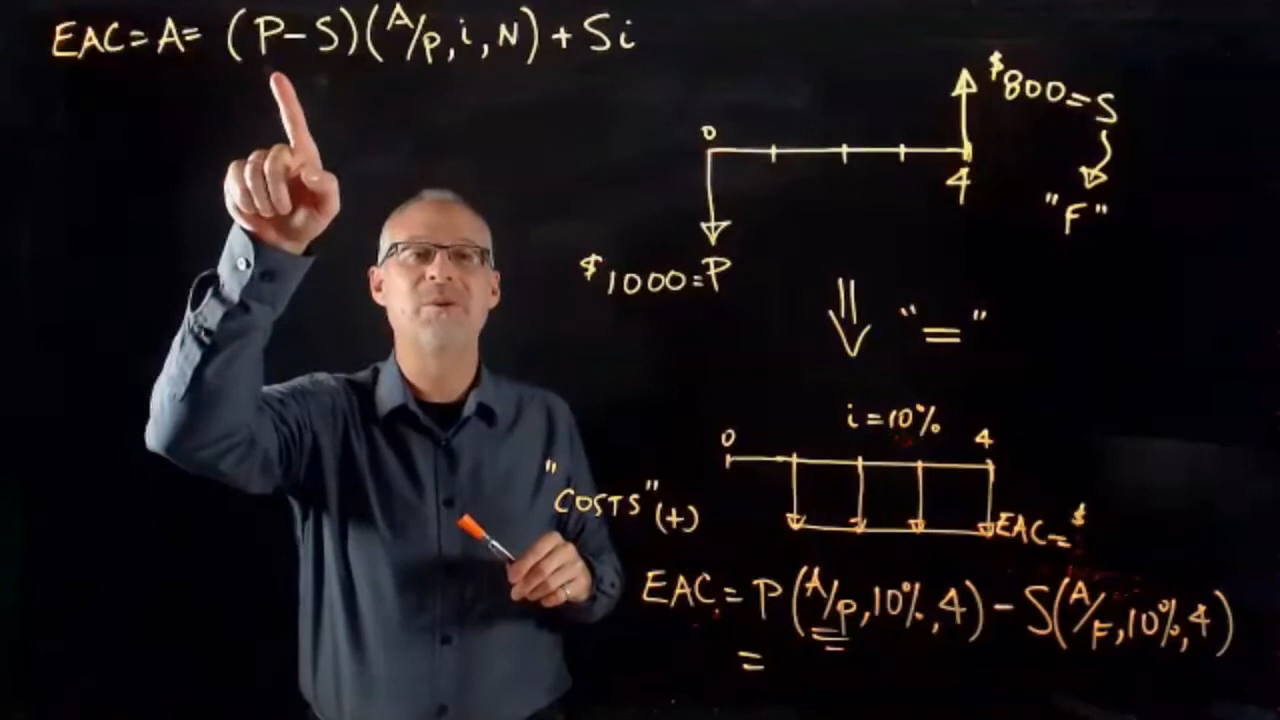 EAC = A = (P-S)(A/P, i, N) + Si
$800 = S
0
4
"F"
$1000 = P
" = "
i = 10%
0
4
"COSTS" (+)
EAC = $
EAC = P(A/P, 10%, 4) - S(A/F, 10%, 4)
=